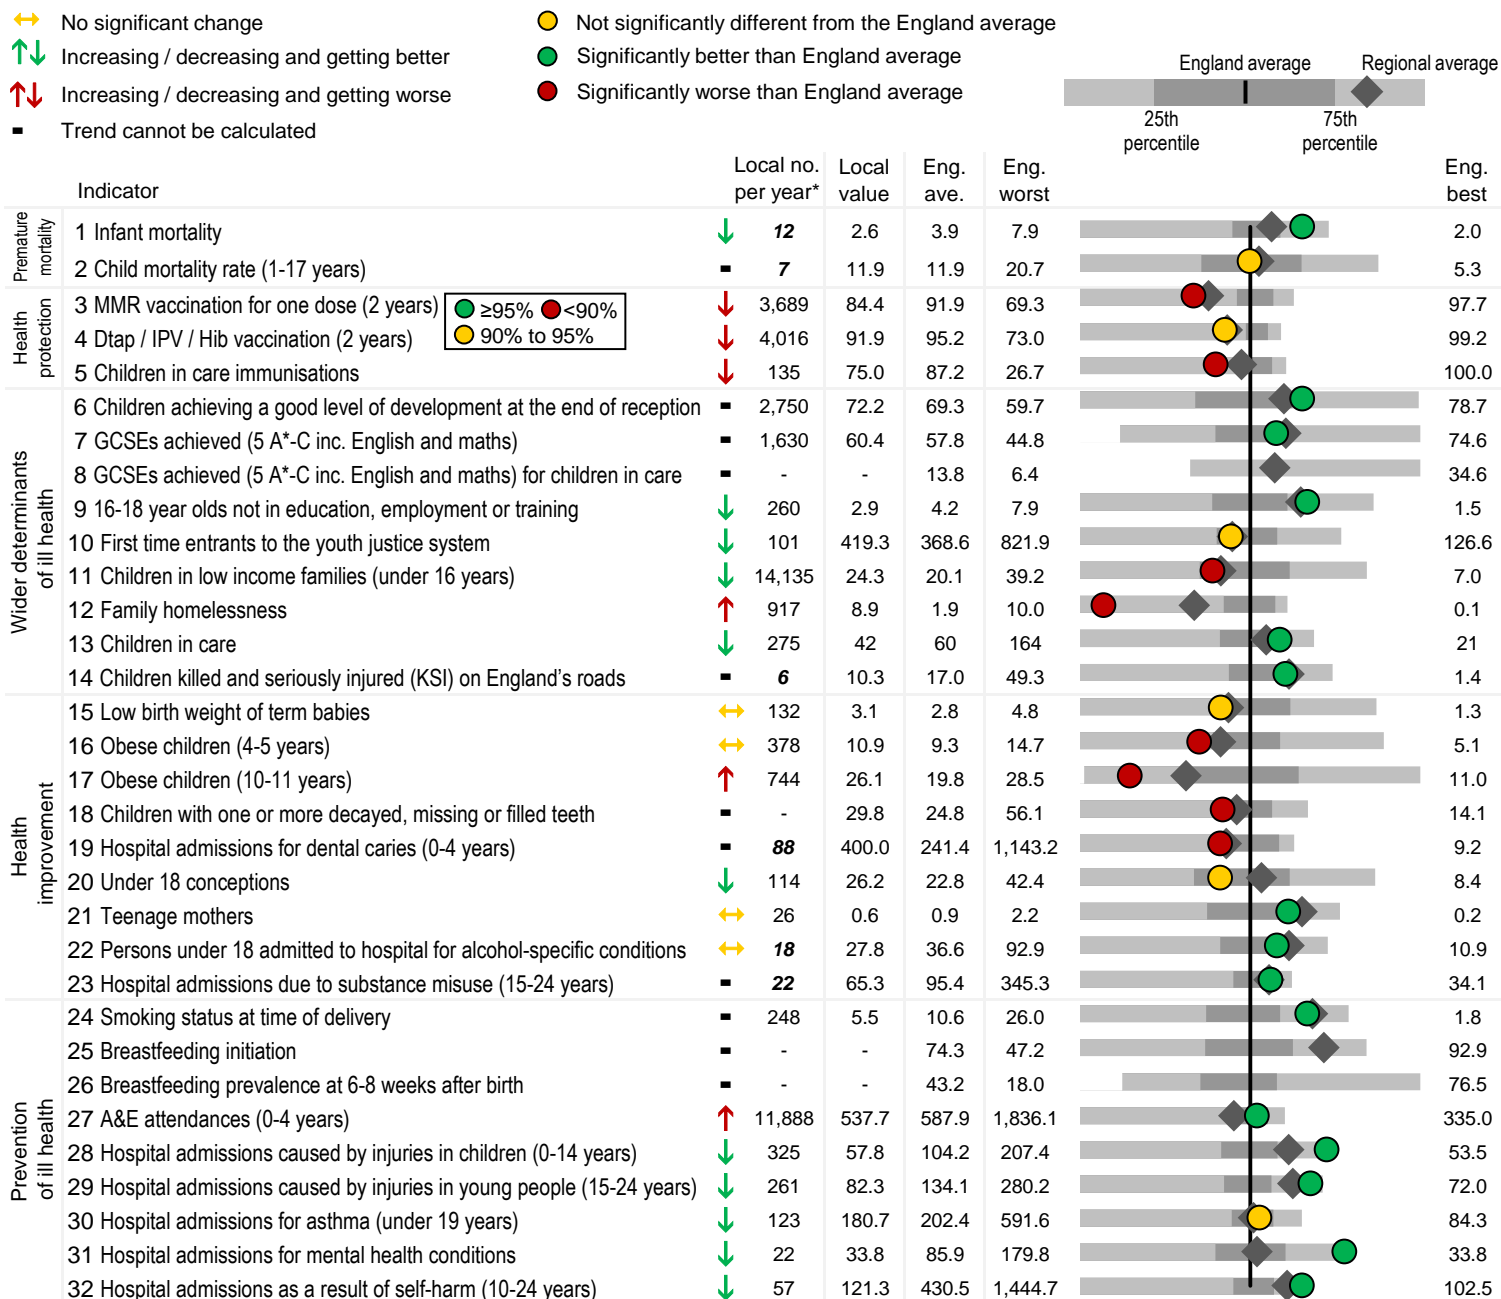 No significant change
Not significantly different from the England average
Increasing / decreasing and getting better
Significantly better than England average
Increasing / decreasing and getting worse
Significantly worse than England average
Trend cannot be calculated
England average Regional average
25th percentile
75th percentile
Indicator Local no. per year* Local value Eng. ave. Eng. worst Eng. best
Premature mortality
1 Infant mortality 12 2.6 3.9 7.9 2.0
2 Child mortality rate (1-17 years) - 7 11.9 11.9 20.7 5.3
Health protection
3 MMR vaccination for one dose (2 years) 3,689 84.4 91.9 69.3 97.7
≥95% <90%
90% to 95%
4 Dtap / IPV / Hib vaccination (2 years) 4,016 91.9 95.2 73.0 99.2
5 Children in care immunisations 135 75.0 87.2 26.7 100.0
Wider determinants of ill health
6 Children achieving a good level of development at the end of reception - 2,750 72.2 69.3 59.7 78.7
7 GCSEs achieved (5 A*-C inc. English and maths) - 1,630 60.4 57.8 44.8 74.6
8 GCSEs achieved (5 A*-C inc. English and maths) for children in care - - - 13.8 6.4 34.6
9 16-18 year olds not in education, employment or training 260 2.9 4.2 7.9 1.5
10 First time entrants to the youth justice system 101 419.3 368.6 821.9 126.6
11 Children in low income families (under 16 years) 14,135 24.3 20.1 39.2 7.0
12 Family homelessness 917 8.9 1.9 10.0 0.1
13 Children in care 275 42 60 164 21
14 Children killed and seriously injured (KSI) on England's roads - 6 10.3 17.0 49.3 1.4
Health improvement
15 Low birth weight of term babies 132 3.1 2.8 4.8 1.3
16 Obese children (4-5 years) 378 10.9 9.3 14.7 5.1
17 Obese children (10-11 years) 744 26.1 19.8 28.5 11.0
18 Children with one or more decayed, missing or filled teeth - - 29.8 24.8 56.1 14.1
19 Hospital admissions for dental caries (0-4 years) - 88 400.0 241.4 1,143.2 9.2
20 Under 18 conceptions 114 26.2 22.8 42.4 8.4
21 Teenage mothers 26 0.6 0.9 2.2 0.2
22 Persons under 18 admitted to hospital for alcohol-specific conditions 18 27.8 36.6 92.9 10.9
23 Hospital admissions due to substance misuse (15-24 years) - 22 65.3 95.4 345.3 34.1
Prevention of ill health
24 Smoking status at time of delivery - 248 5.5 10.6 26.0 1.8
25 Breastfeeding initiation - - - 74.3 47.2 92.9
26 Breastfeeding prevalence at 6-8 weeks after birth - - - 43.2 18.0 76.5
27 A&E attendances (0-4 years) 11,888 537.7 587.9 1,836.1 335.0
28 Hospital admissions caused by injuries in children (0-14 years) 325 57.8 104.2 207.4 53.5
29 Hospital admissions caused by injuries in young people (15-24 years) 261 82.3 134.1 280.2 72.0
30 Hospital admissions for asthma (under 19 years) 123 180.7 202.4 591.6 84.3
31 Hospital admissions for mental health conditions 22 33.8 85.9 179.8 33.8
32 Hospital admissions as a result of self-harm (10-24 years) 57 121.3 430.5 1,444.7 102.5